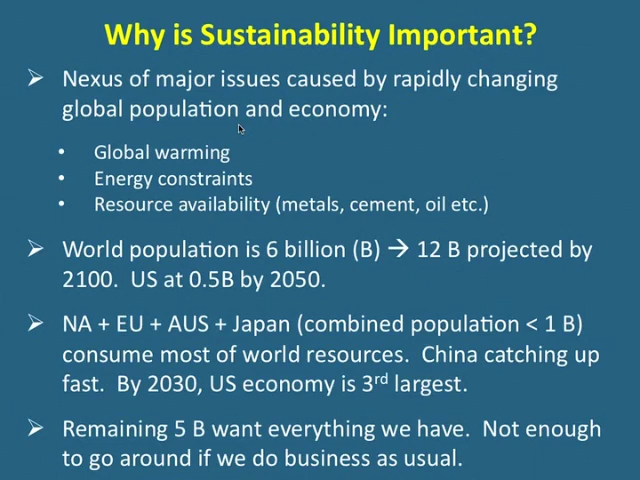 Why is Sustainability Important?
➢ Nexus of major issues caused by rapidly changing
global population and economy:
• Global warming
• Energy constraints
• Resource availability (metals, cement, oil etc.)
➢ World population is 6 billion (B) → 12 B projected by
2100. US at 0.5B by 2050.
➢ NA + EU + AUS + Japan (combined population < 1 B)
consume most of world resources. China catching up
fast. By 2030, US economy is 3rd largest.
➢ Remaining 5 B want everything we have. Not enough
to go around if we do business as usual.